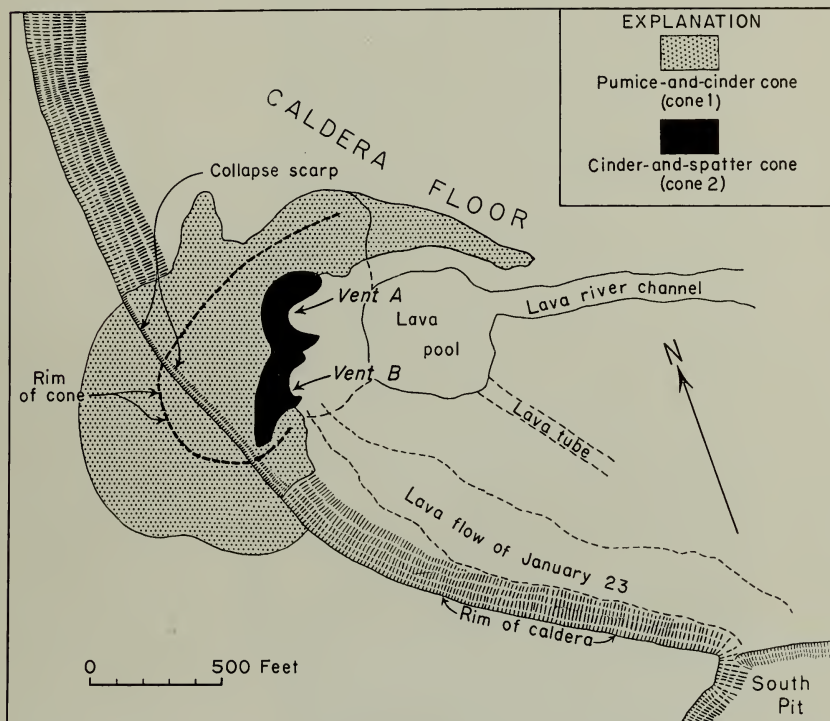 EXPLANATION
Pumice-and-cinder cone
(cone 1)
Cinder-and-spatter cone
(cone 2)
CALDERA
FLOOR
Collapse scarp
Vent A
Lava
pool
Lava river channel
Vent B
Rim
of cone
N
Lava tube
Lava flow of January 23
Rim of caldera
0 500 Feet
South
Pit